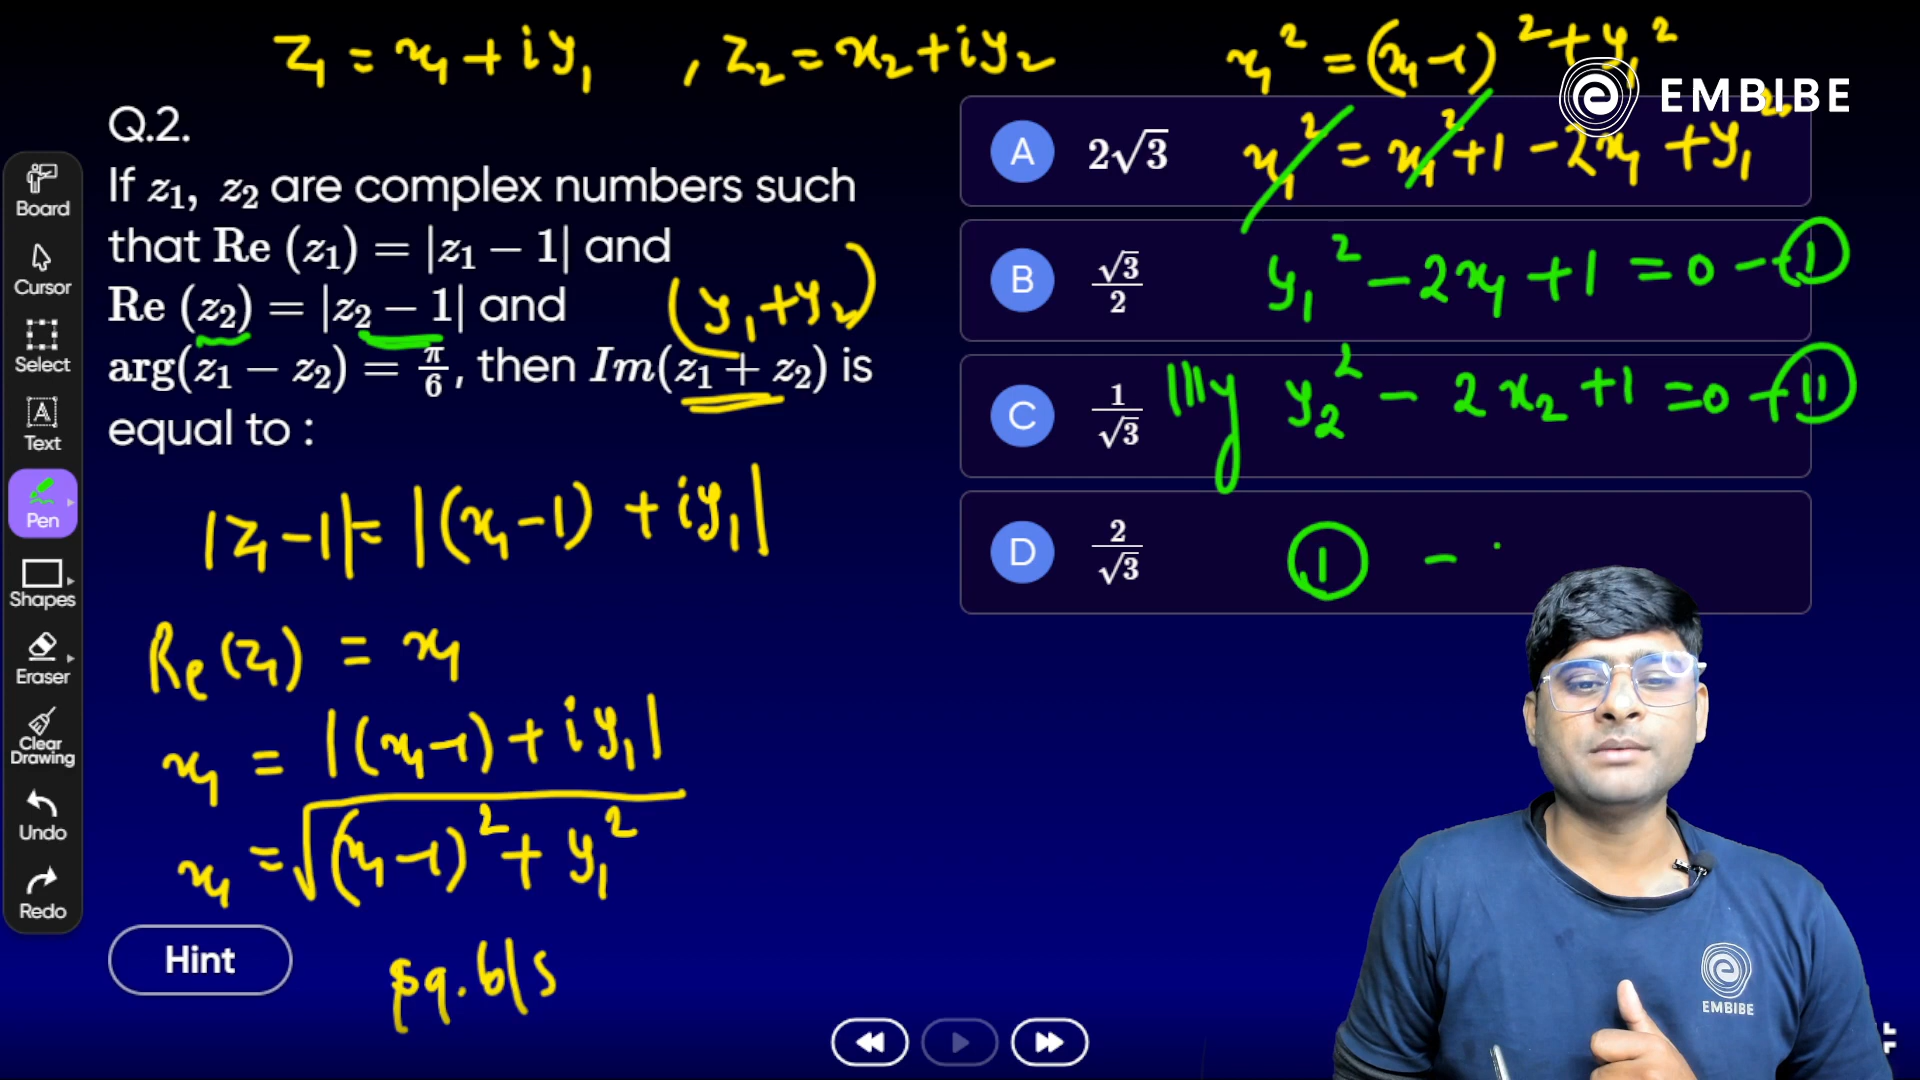 z₁ = x₁ + iy₁ , z₂ = x₂ + iy₂
x₁² = (x₁ - 1)² + y₁²
EMBIBE
Q.2.
If z₁, z₂ are complex numbers such
that Re (z₁) = |z₁ − 1| and
Re (z₂) = |z₂ − 1| and
(y₁ + y₂)
arg(z₁ − z₂) = π/6, then Im(z₁ + z₂) is
equal to :
A 2√3
x₁² = x₁² + 1 - 2x₁ + y₁²
B √3/2
y₁² - 2x₁ + 1 = 0 - ①
C 1/√3
|||y y₂² - 2x₂ + 1 = 0 - ⑪
D 2/√3
① -
|z₁ - 1| = |(x₁ - 1) + iy₁|
Re(z₁) = x₁
x₁ = |(x₁ - 1) + iy₁|
x₁ = √(x₁ - 1)² + y₁²
sq. b/s
Hint
Board
Cursor
Select
A
Text
Pen
Shapes
Eraser
Clear
Drawing
Undo
Redo
EMBIBE